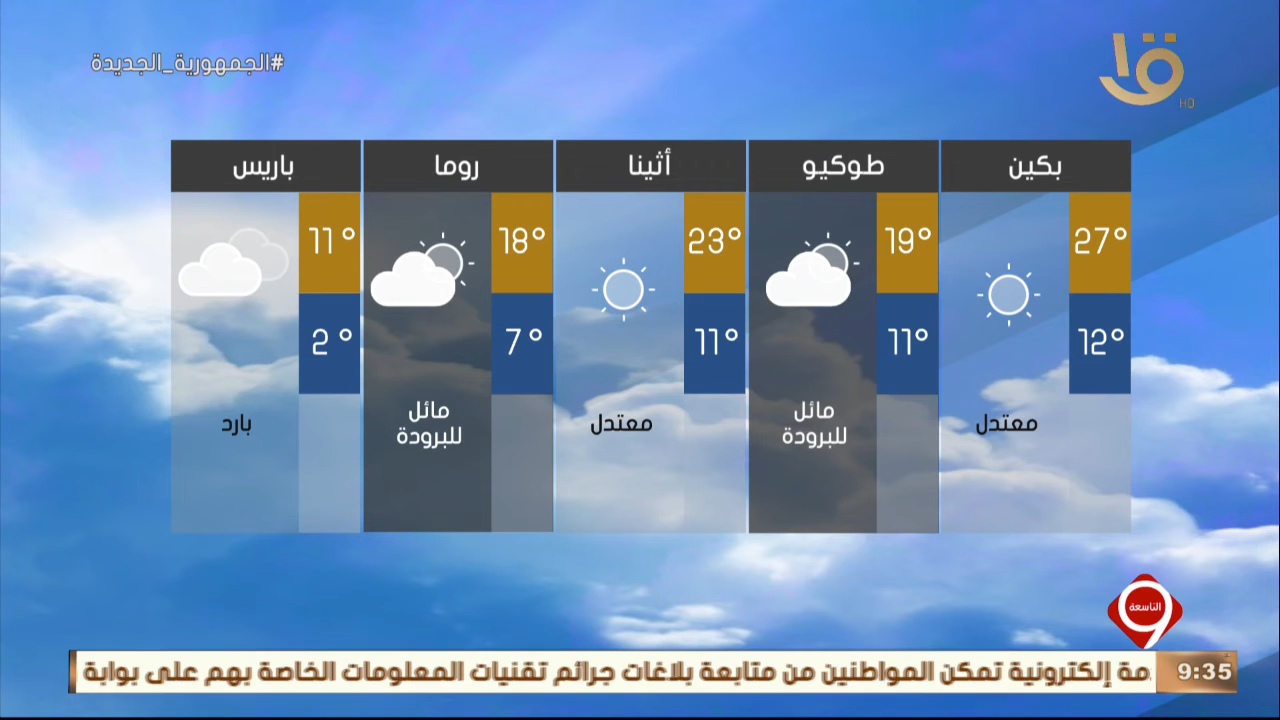 #الجمهورية_الجديدة
HD
بكين
27°
12°
معتدل
طوكيو
19°
11°
مائل
للبرودة
أثينا
23°
11°
معتدل
روما
18°
7°
مائل
للبرودة
باريس
11°
2°
بارد
التاسعة
9
9:35
مة إلكترونية تمكن المواطنين من متابعة بلاغات جرائم تقنيات المعلومات الخاصة بهم على بوابة